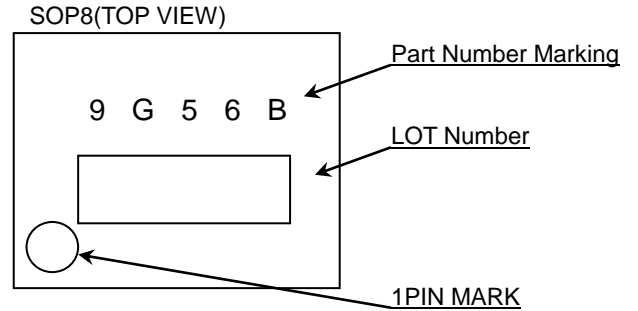 SOP8(TOP VIEW)
Part Number Marking
9 G 5 6 B
LOT Number
1PIN MARK